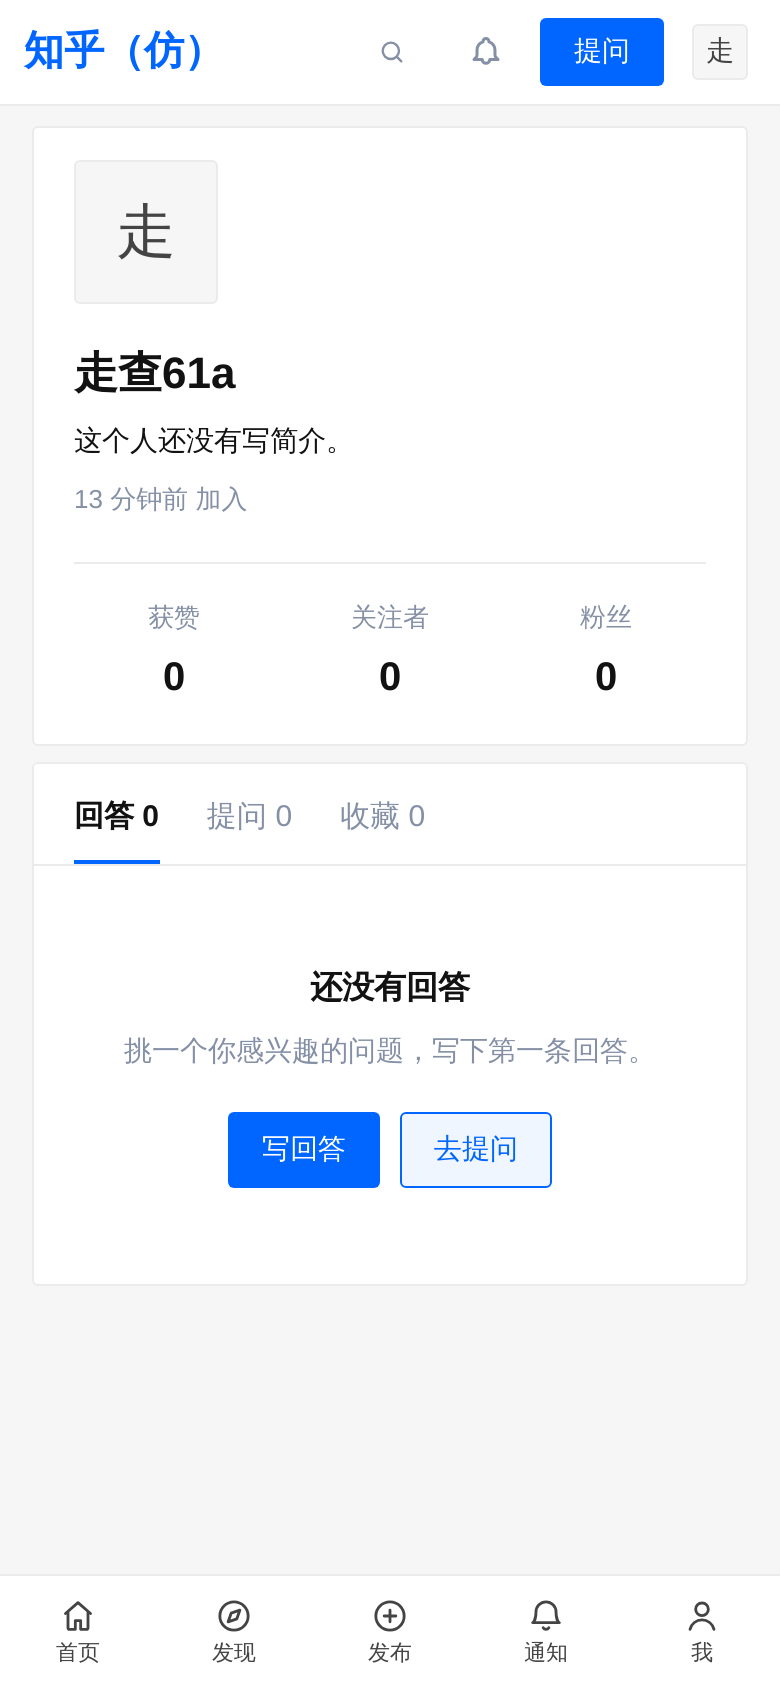 知乎（仿） 提问 走
走
走查61a
这个人还没有写简介。
13 分钟前 加入
获赞 关注者 粉丝
0 0 0
回答 0 提问 0 收藏 0
还没有回答
挑一个你感兴趣的问题，写下第一条回答。
写回答 去提问
首页 发现 发布 通知 我